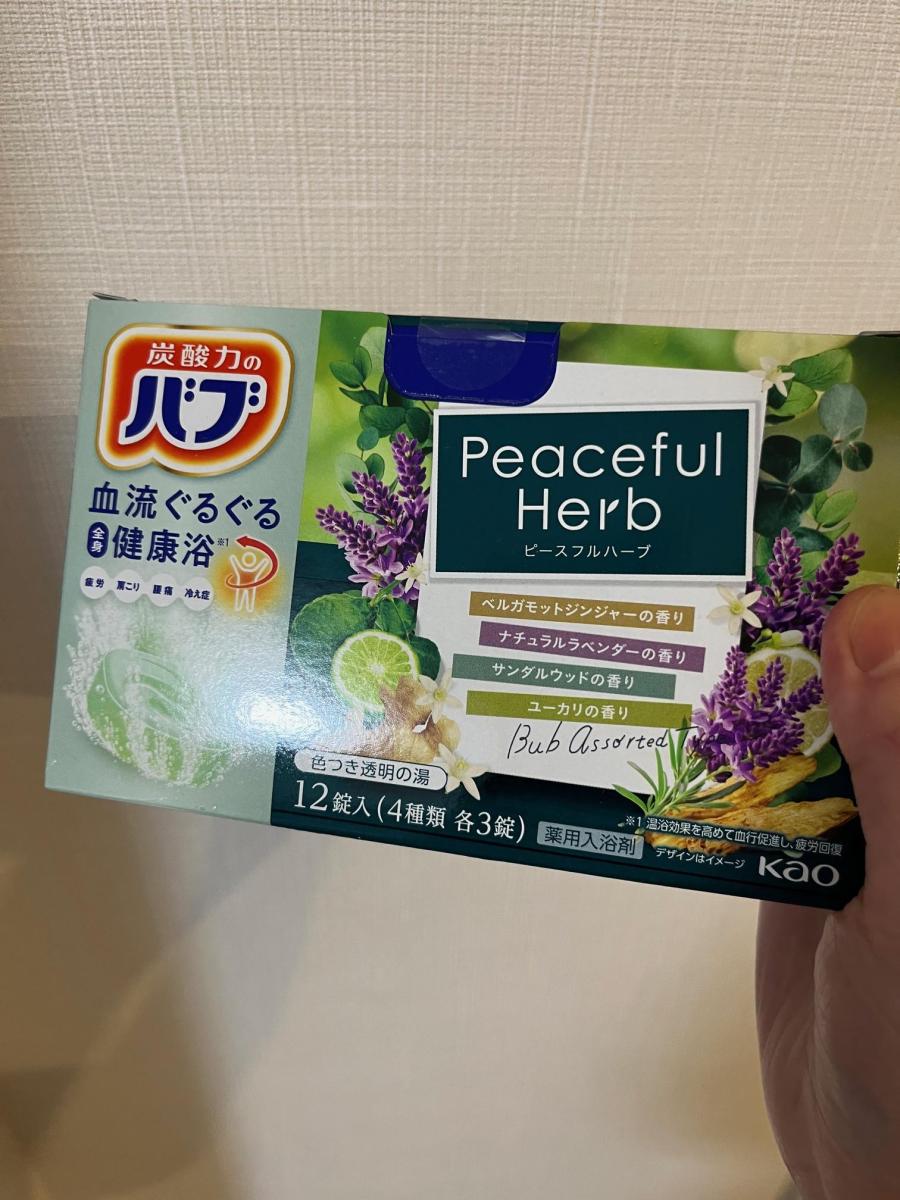 炭酸力の
バブ
血流ぐるぐる
全身 健康浴※1
疲労 肩こり 腰痛 冷え症
Peaceful
Herb
ピースフルハーブ
ベルガモットジンジャーの香り
ナチュラルラベンダーの香り
サンダルウッドの香り
ユーカリの香り
Bub Assorted
色つき透明の湯
12錠入(4種類 各3錠)
薬用入浴剤
※1 温浴効果を高めて血行促進し、疲労回復
デザインはイメージ
Kao